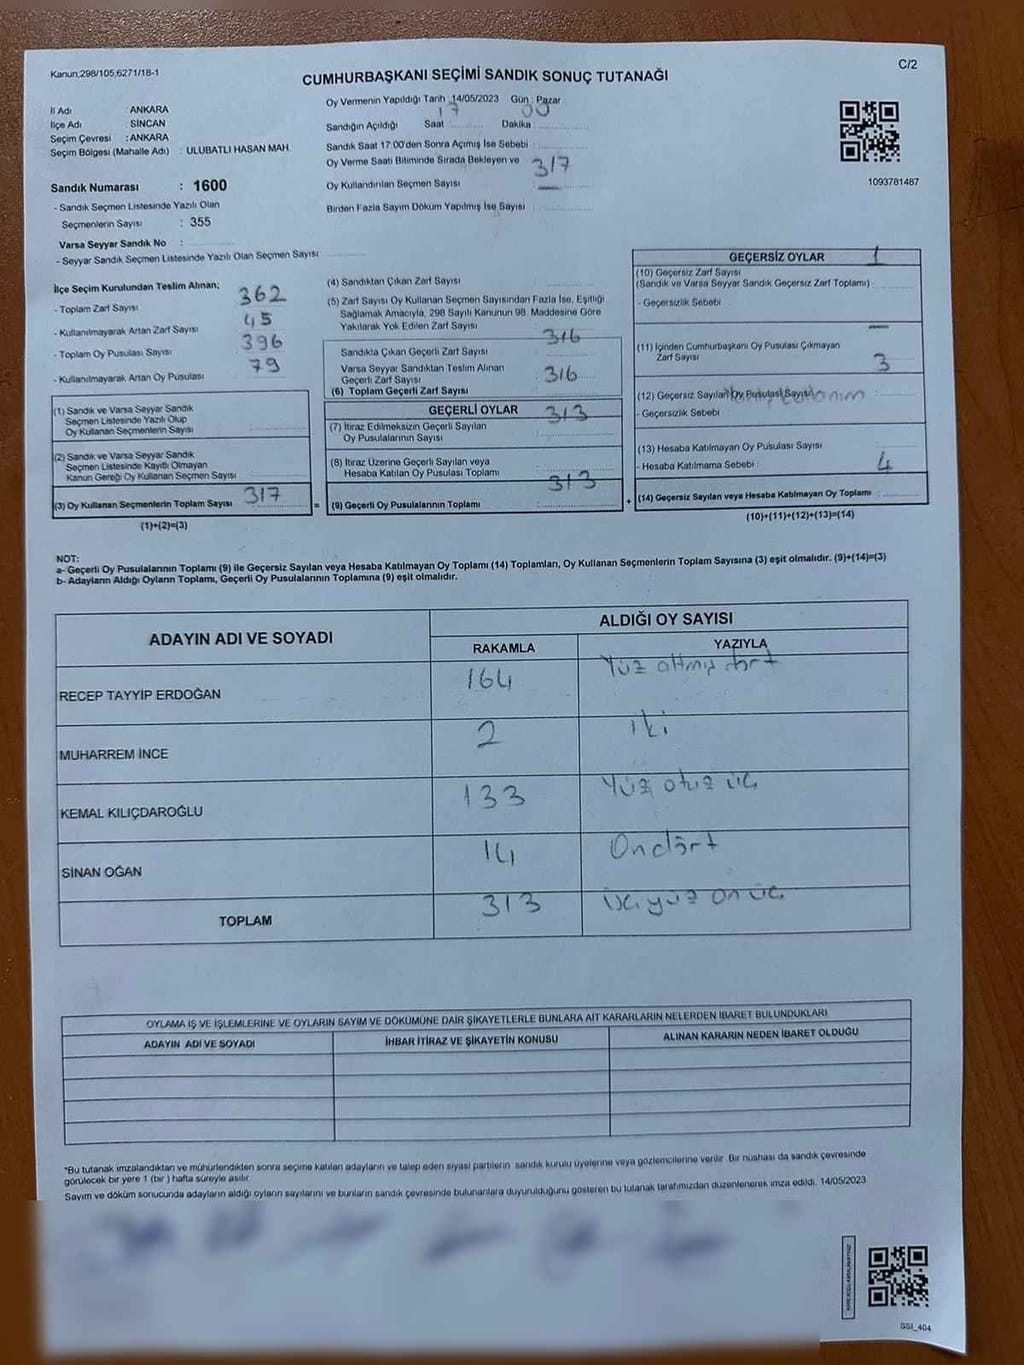 Kanun:298/105,6271/18-1
C/2
CUMHURBAŞKANI SEÇİMİ SANDIK SONUÇ TUTANAĞI
İl Adı ANKARA
İlçe Adı SİNCAN
Seçim Çevresi : ANKARA
Seçim Bölgesi (Mahalle Adı) : ULUBATLI HASAN MAH.
Oy Vermenin Yapıldığı Tarih : 14/05/2023 Gün : Pazar
Sandığın Açıldığı Saat 17 Dakika 00
Sandık Saat 17:00'den Sonra Açımış İse Sebebi
Oy Verme Saati Bitiminde Sırada Bekleyen ve
Oy Kullandırılan Seçmen Sayısı 317
Birden Fazla Sayım Döküm Yapılmış İse Sayısı
1093781487
Sandık Numarası : 1600
- Sandık Seçmen Listesinde Yazılı Olan
Seçmenlerin Sayısı : 355
Varsa Seyyar Sandık No :
- Seyyar Sandık Seçmen Listesinde Yazılı Olan Seçmen Sayısı
İlçe Seçim Kurulundan Teslim Alınan;
- Toplam Zarf Sayısı 362
- Kullanılmayarak Artan Zarf Sayısı 45
- Toplam Oy Pusulası Sayısı 396
- Kullanılmayarak Artan Oy Pusulası 79
(1) Sandık ve Varsa Seyyar Sandık
Seçmen Listesinde Yazılı Olup
Oy Kullanan Seçmenlerin Sayısı
(2) Sandık ve Varsa Seyyar Sandık
Seçmen Listesinde Kayıtlı Olmayan
Kanun Gereği Oy Kullanan Seçmen Sayısı
(3) Oy Kullanan Seçmenlerin Toplam Sayısı 317
(1)+(2)=(3)
=
(4) Sandıktan Çıkan Zarf Sayısı
(5) Zarf Sayısı Oy Kullanan Seçmen Sayısından Fazla İse, Eşitliği
Sağlamak Amacıyla, 298 Sayılı Kanunun 98. Maddesine Göre
Yakılarak Yok Edilen Zarf Sayısı
Sandıkta Çıkan Geçerli Zarf Sayısı 316
Varsa Seyyar Sandıktan Teslim Alınan
Geçerli Zarf Sayısı
(6) Toplam Geçerli Zarf Sayısı 316
GEÇERLİ OYLAR
(7) İtiraz Edilmeksizin Geçerli Sayılan
Oy Pusulalarının Sayısı 313
(8) İtiraz Üzerine Geçerli Sayılan veya
Hesaba Katılan Oy Pusulası Toplamı
(9) Geçerli Oy Pusulalarının Toplamı 313
+
GEÇERSİZ OYLAR
(10) Geçersiz Zarf Sayısı 1
(Sandık ve Varsa Seyyar Sandık Geçersiz Zarf Toplamı)
- Geçersizlik Sebebi
(11) İçinden Cumhurbaşkanı Oy Pusulası Çıkmayan
Zarf Sayısı
(12) Geçersiz Sayılan Oy Pusulası Sayısı 3
- Geçersizlik Sebebi
(13) Hesaba Katılmayan Oy Pusulası Sayısı
- Hesaba Katılmama Sebebi
(14) Geçersiz Sayılan veya Hesaba Katılmayan Oy Toplamı 4
(10)+(11)+(12)+(13)=(14)
NOT:
a- Geçerli Oy Pusulalarının Toplamı (9) ile Geçersiz Sayılan veya Hesaba Katılmayan Oy Toplamı (14) Toplamları, Oy Kullanan Seçmenlerin Toplam Sayısına (3) eşit olmalıdır. (9)+(14)=(3)
b- Adayların Aldığı Oyların Toplamı, Geçerli Oy Pusulalarının Toplamına (9) eşit olmalıdır.
ADAYIN ADI VE SOYADI
ALDIĞI OY SAYISI
RAKAMLA YAZIYLA
RECEP TAYYİP ERDOĞAN 164 Yüz altmış dört
MUHARREM İNCE 2 iki
KEMAL KILIÇDAROĞLU 133 Yüz otuz üç
SİNAN OĞAN 14 Ondört
TOPLAM 313 Üçyüz on üç
OYLAMA İŞ VE İŞLEMLERİNE VE OYLARIN SAYIM VE DÖKÜMÜNE DAİR ŞİKAYETLERLE BUNLARA AİT KARARLARIN NELERDEN İBARET BULUNDUKLARI
ADAYIN ADI VE SOYADI İHBAR İTİRAZ VE ŞİKAYETİN KONUSU ALINAN KARARIN NEDEN İBARET OLDUĞU
*Bu tutanak imzalandıktan ve mühürlendikten sonra seçime katılan adayların ve talep eden siyasi partilerin sandık kurulu üyelerine veya gözlemcilerine verilir. Bir nüshası da sandık çevresinde
görülecek bir yere 1 (bir) hafta süreyle asılır.
Sayım ve döküm sonucunda adayların aldığı oyların sayılarını ve bunların sandık çevresinde bulunanlara duyurulduğunu gösteren bu tutanak tarafımızdan düzenlenerek imza edildi. 14/05/2023
GSI_404